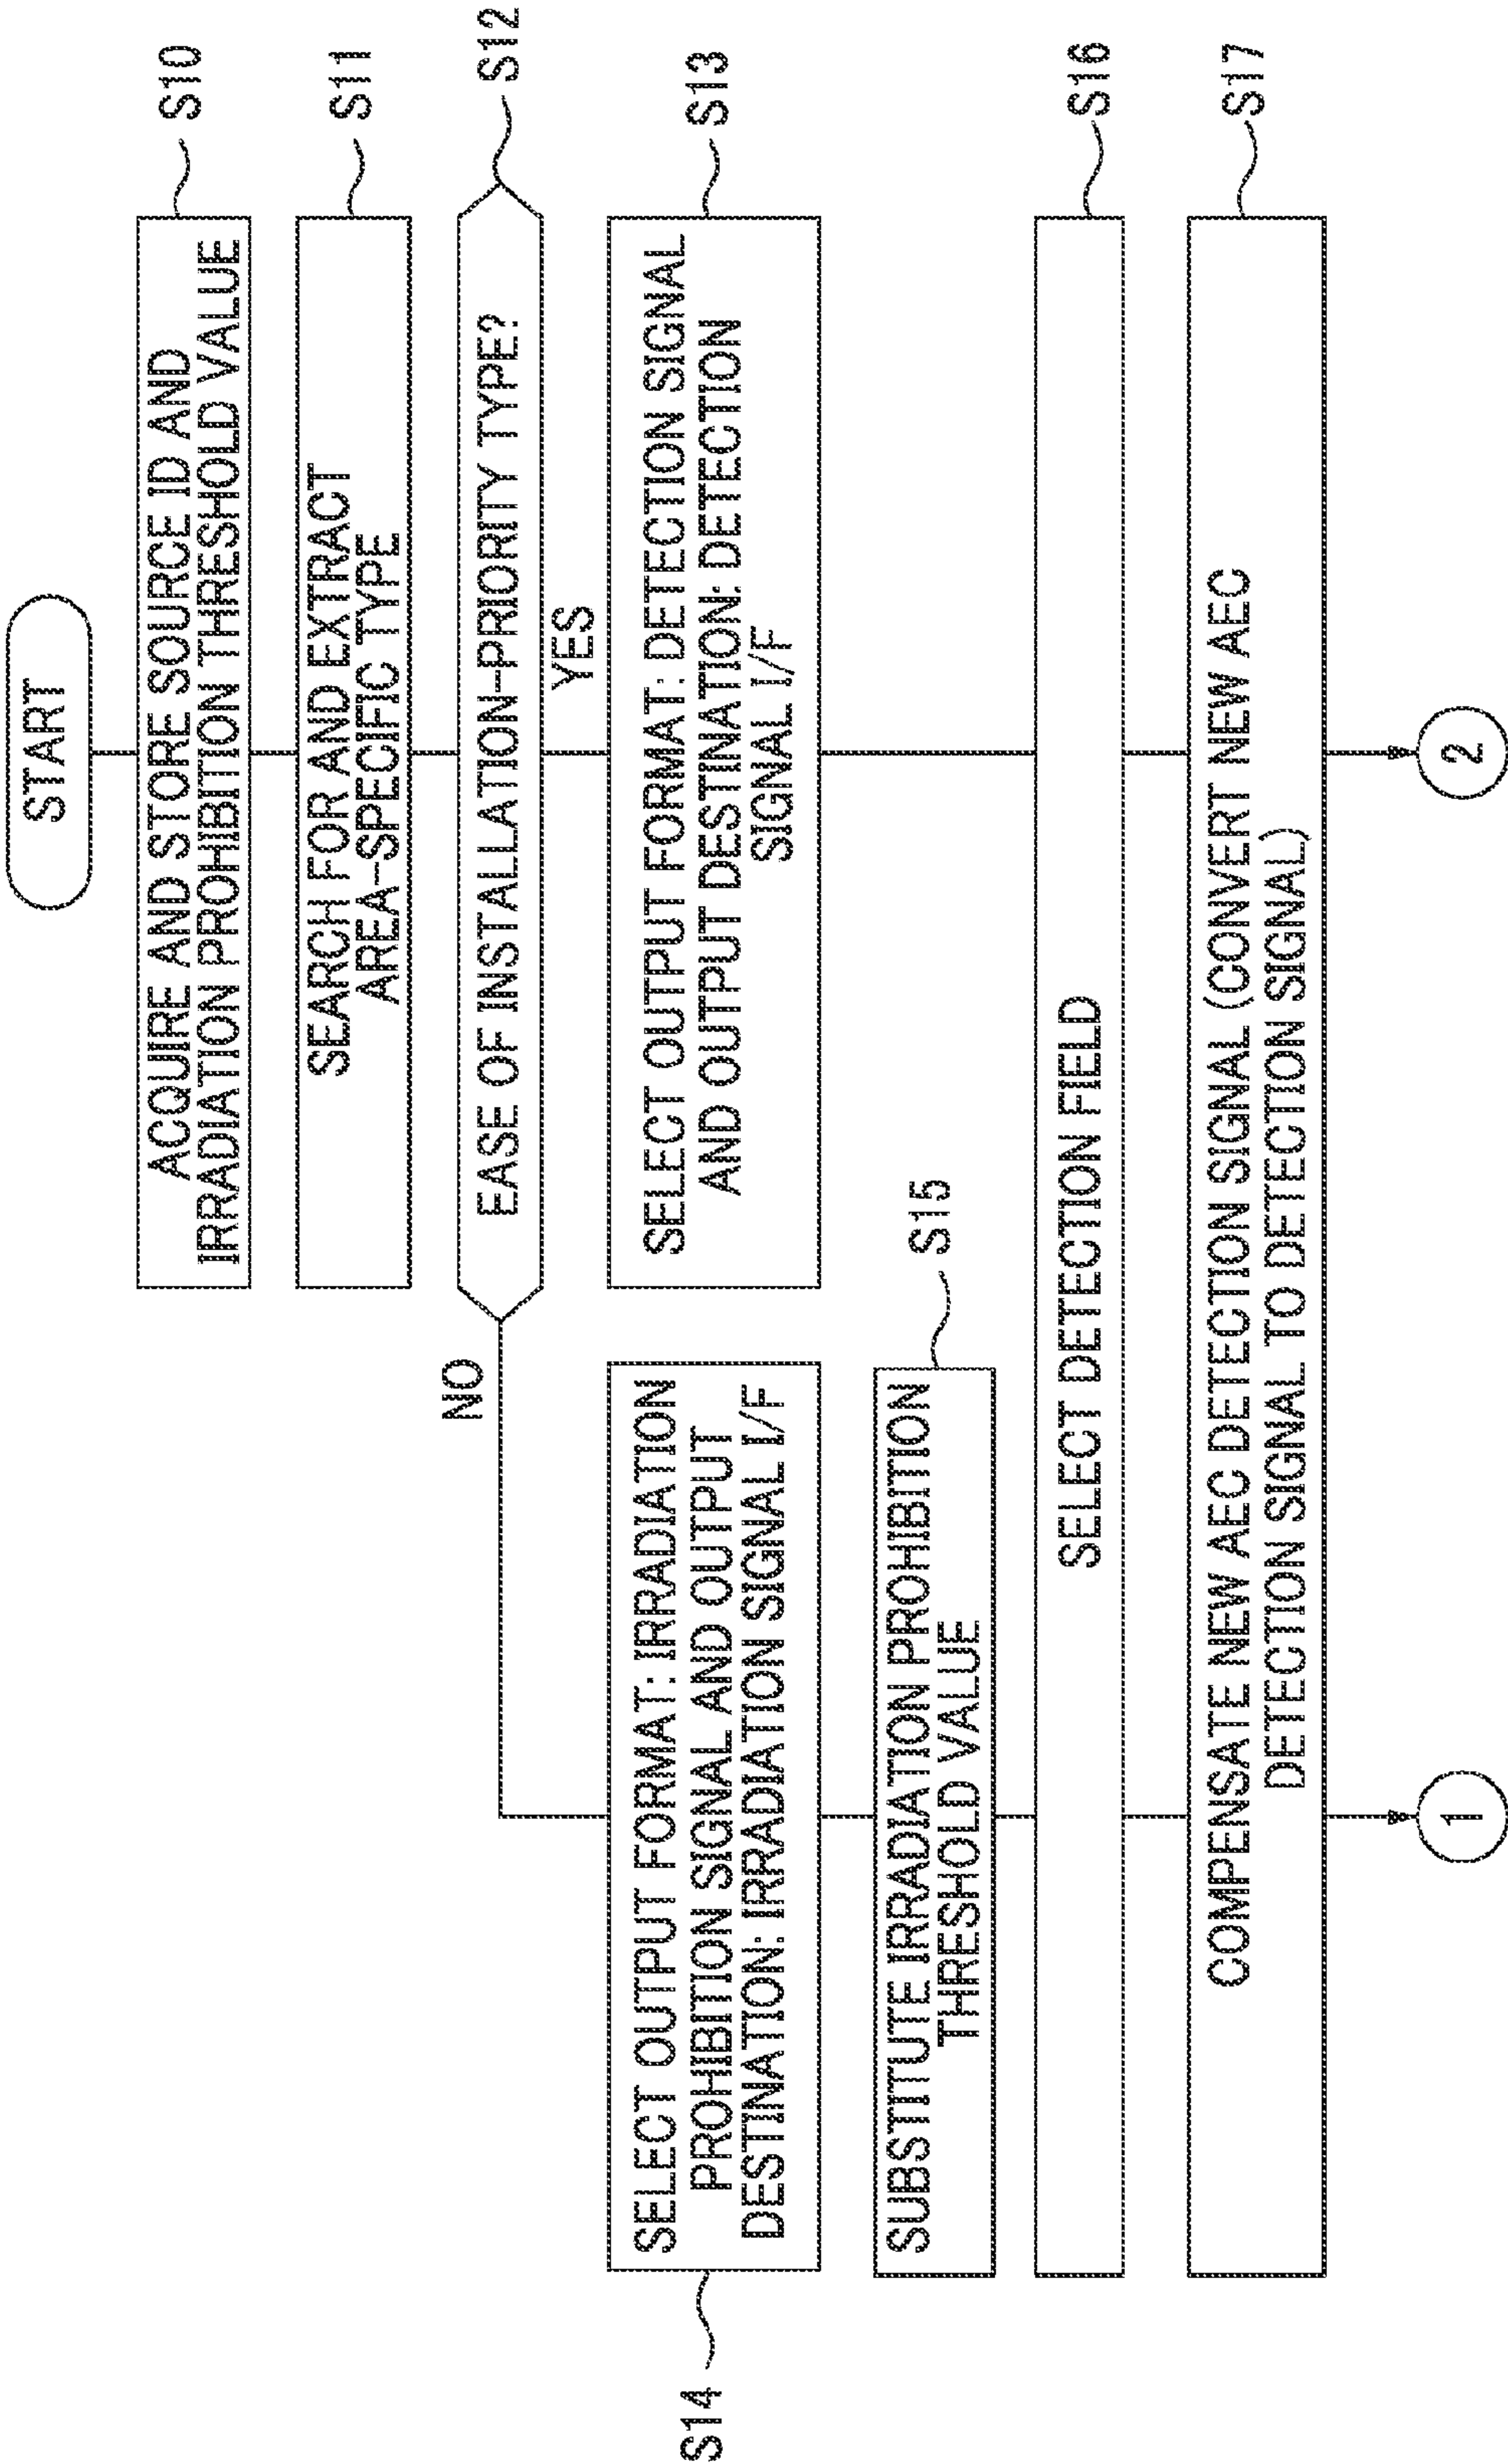 START
ACQUIRE AND STORE SOURCE ID AND
IRRADIATION PROHIBITION THRESHOLD VALUE
S10
SEARCH FOR AND EXTRACT
AREA-SPECIFIC TYPE
S11
EASE OF INSTALLATION-PRIORITY TYPE?
S12
NO
YES
SELECT OUTPUT FORMAT: DETECTION SIGNAL
AND OUTPUT DESTINATION: DETECTION
SIGNAL I/F
S13
S14
SELECT OUTPUT FORMAT: IRRADIATION
PROHIBITION SIGNAL AND OUTPUT
DESTINATION: IRRADIATION SIGNAL I/F
SUBSTITUTE IRRADIATION PROHIBITION
THRESHOLD VALUE
S15
SELECT DETECTION FIELD
S16
COMPENSATE NEW AEC DETECTION SIGNAL (CONVERT NEW AEC
DETECTION SIGNAL TO DETECTION SIGNAL)
S17
1
2